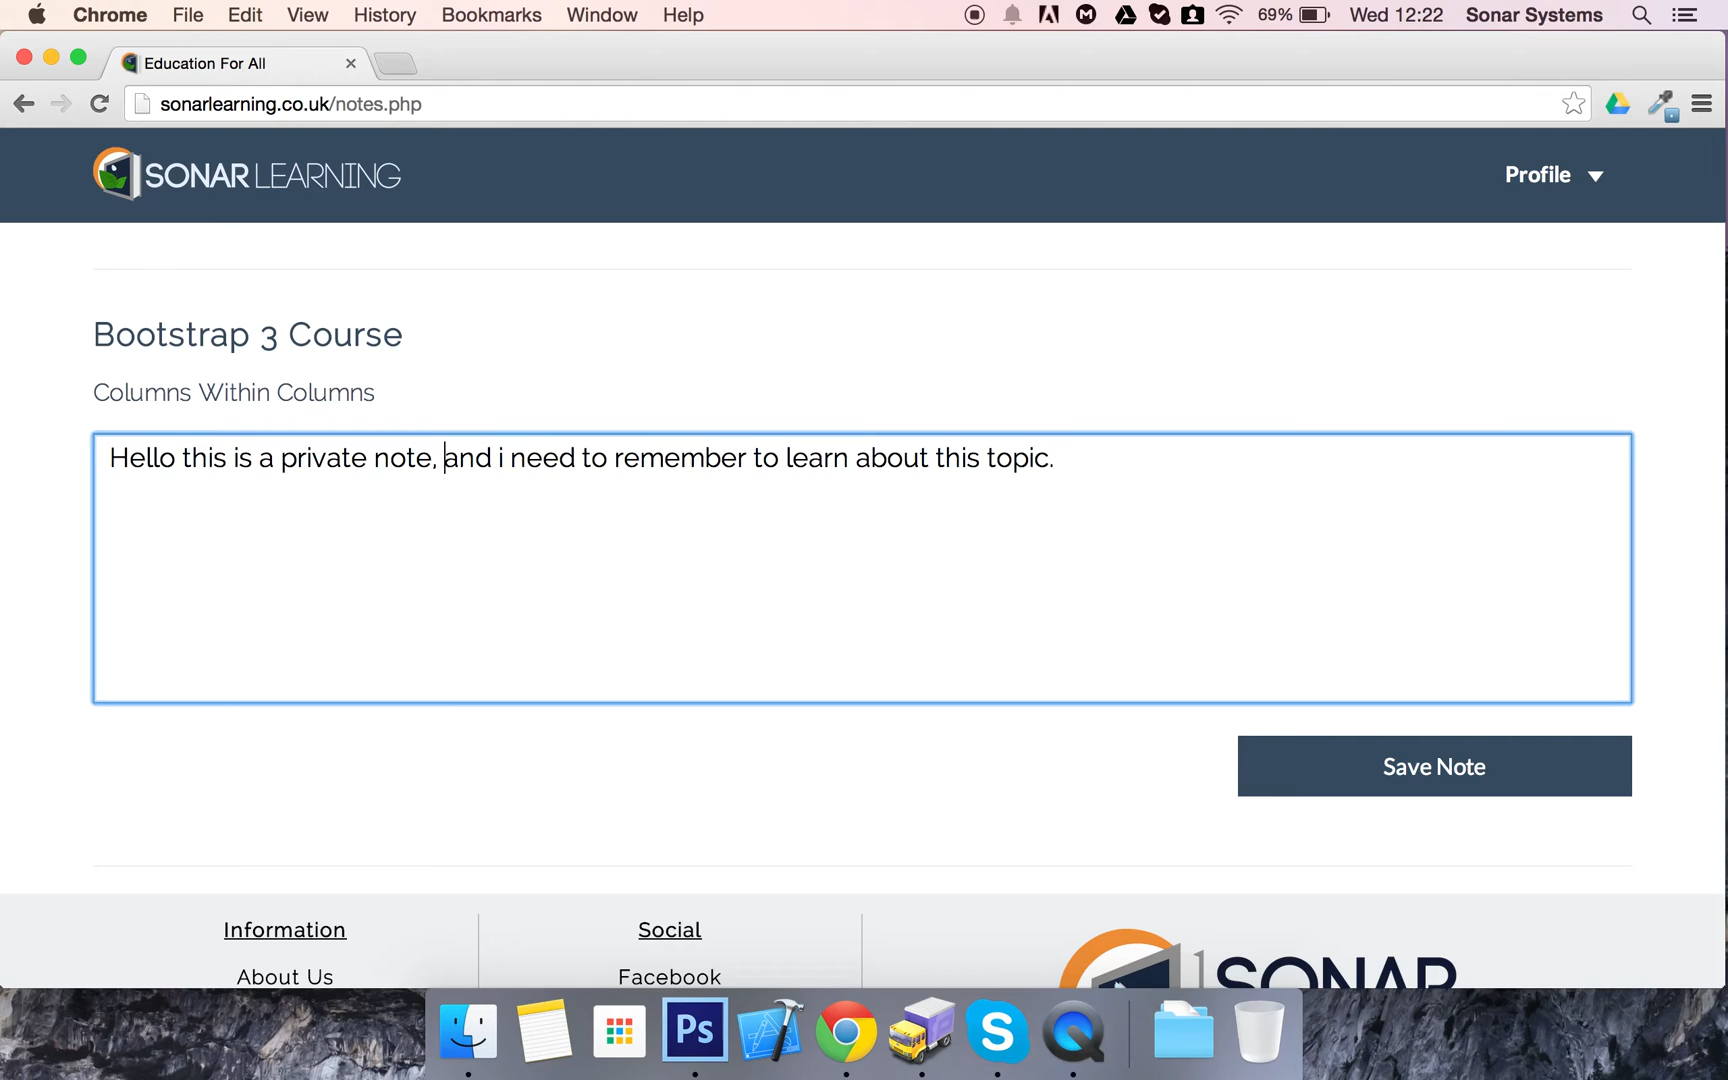 Chrome File Edit View History Bookmarks Window Help 69% Wed 12:22 Sonar Systems
Education For All
sonarlearning.co.uk/notes.php
SONAR LEARNING Profile
Bootstrap 3 Course
Columns Within Columns
Hello this is a private note, and i need to remember to learn about this topic.
Save Note
Information Social
About Us Facebook SONAR
Ps S